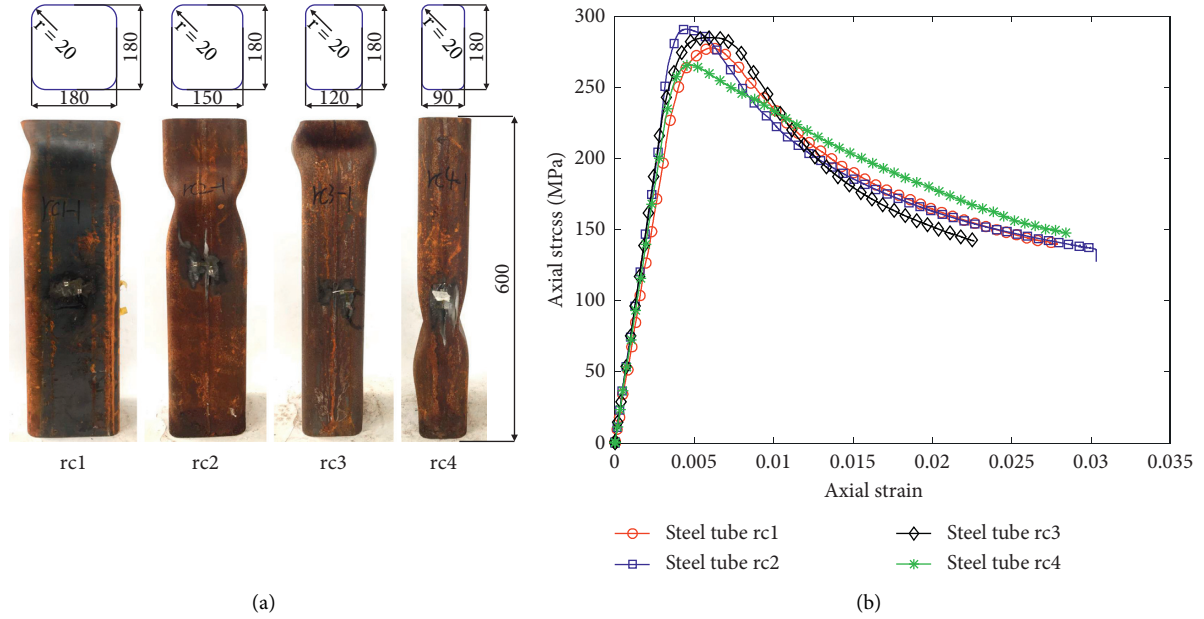 r = 20
180
180
r = 20
180
150
r = 20
180
120
r = 20
180
90
rc1-1
rc2-1
rc3-1
rc4-1
600
rc1
rc2
rc3
rc4
(a)
300
250
200
150
100
50
0
0
0.005
0.01
0.015
0.02
0.025
0.03
0.035
Axial strcss (MPa)
Axial strain
Steel tube rc1
Steel tube rc2
Steel tube rc3
Steel tube rc4
(b)